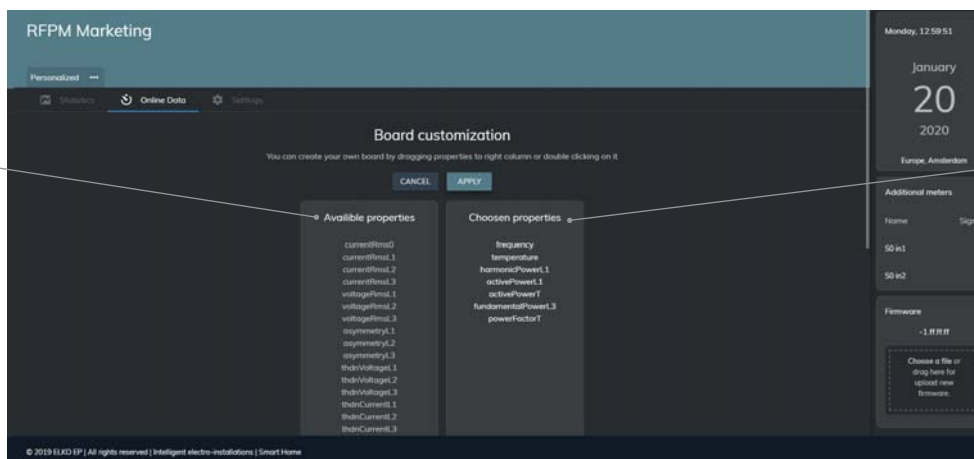 RFPM Marketing
Personalized •••
Statistics Online Data Settings
Board customization
You can create your own board by dragging properties to right column or double clicking on it
CANCEL APPLY
Availible properties
currentRms0
currentRmsL1
currentRmsL2
currentRmsL3
voltageRmsL1
voltageRmsL2
voltageRmsL3
asymmetryL1
asymmetryL2
asymmetryL3
thdnVoltageL1
thdnVoltageL2
thdnVoltageL3
thdnCurrentL1
thdnCurrentL2
thdnCurrentL3
Choosen properties
frequency
temperature
harmonicPowerL1
activePowerL1
activePowerT
fundamentalPowerL3
powerFactorT
Monday, 12:59:51
January
20
2020
Europe, Amsterdam
Additional meters
Name Sig
S0 in1
S0 in2
Firmware
-1.ff.ff.ff
Choose a file or
drag here for
upload new
firmware.
© 2019 ELKO EP | All rights reserved | Intelligent electro-installations | Smart Home